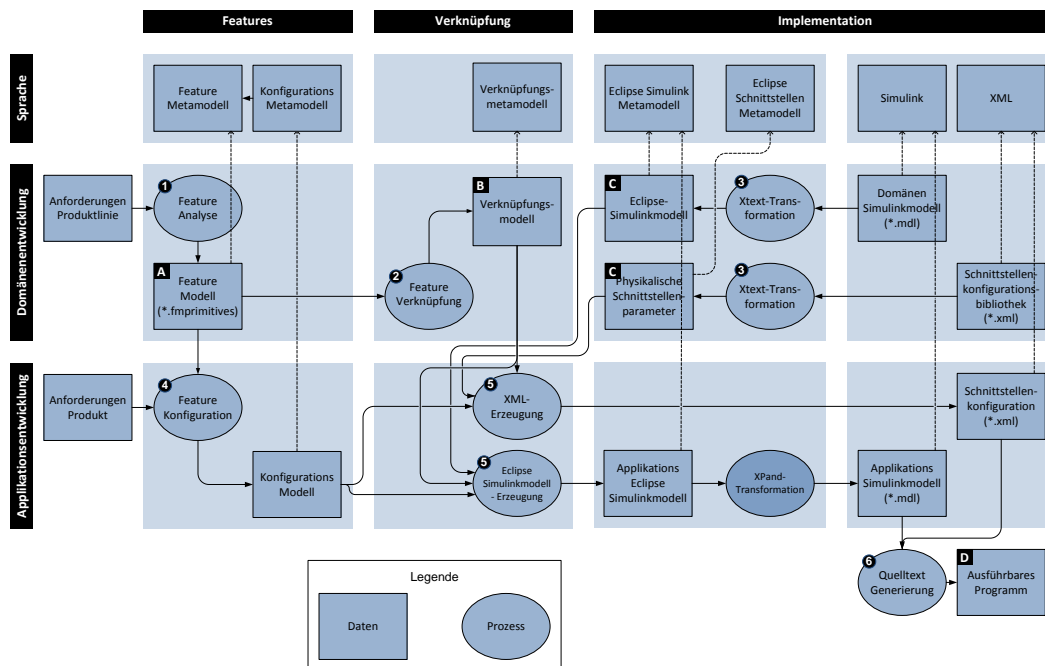 Features
Verknüpfung
Implementation
Sprache
Feature
Metamodell
Konfigurations
Metamodell
Verknüpfungs-
metamodell
Eclipse Simulink
Metamodell
Eclipse
Schnittstellen
Metamodell
Simulink
XML
Domänenentwicklung
Anforderungen
Produktlinie
1
Feature
Analyse
B
Verknüpfungs-
modell
C
Eclipse-
Simulinkmodell
3
Xtext-Trans-
formation
Domänen
Simulinkmodell
(*.mdl)
A
Feature
Modell
(*.fmprimitives)
2
Feature
Verknüpfung
C
Physikalische
Schnittstellen-
parameter
3
Xtext-Trans-
formation
Schnittstellen-
konfigurations-
bibliothek
(*.xml)
Applikationsentwicklung
Anforderungen
Produkt
4
Feature
Konfiguration
5
XML-
Erzeugung
Schnittstellen-
konfiguration
(*.xml)
Konfigurations
Modell
5
Eclipse
Simulinkmodell
- Erzeugung
Applikations
Eclipse
Simulinkmodell
XPand-
Transformation
Applikations
Simulinkmodell
(*.mdl)
6
Quelltext
Generierung
D
Ausführbares
Programm
Legende
Daten
Prozess